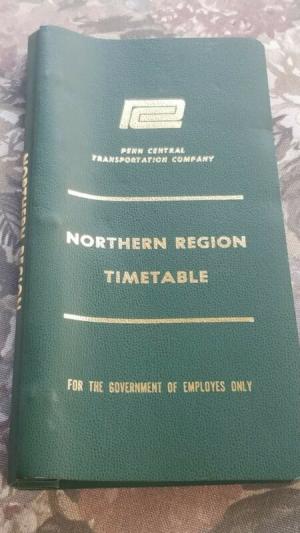 PENN CENTRAL
TRANSPORTATION COMPANY
NORTHERN REGION
TIMETABLE
FOR THE GOVERNMENT OF EMPLOYES ONLY
NORTHERN REGION